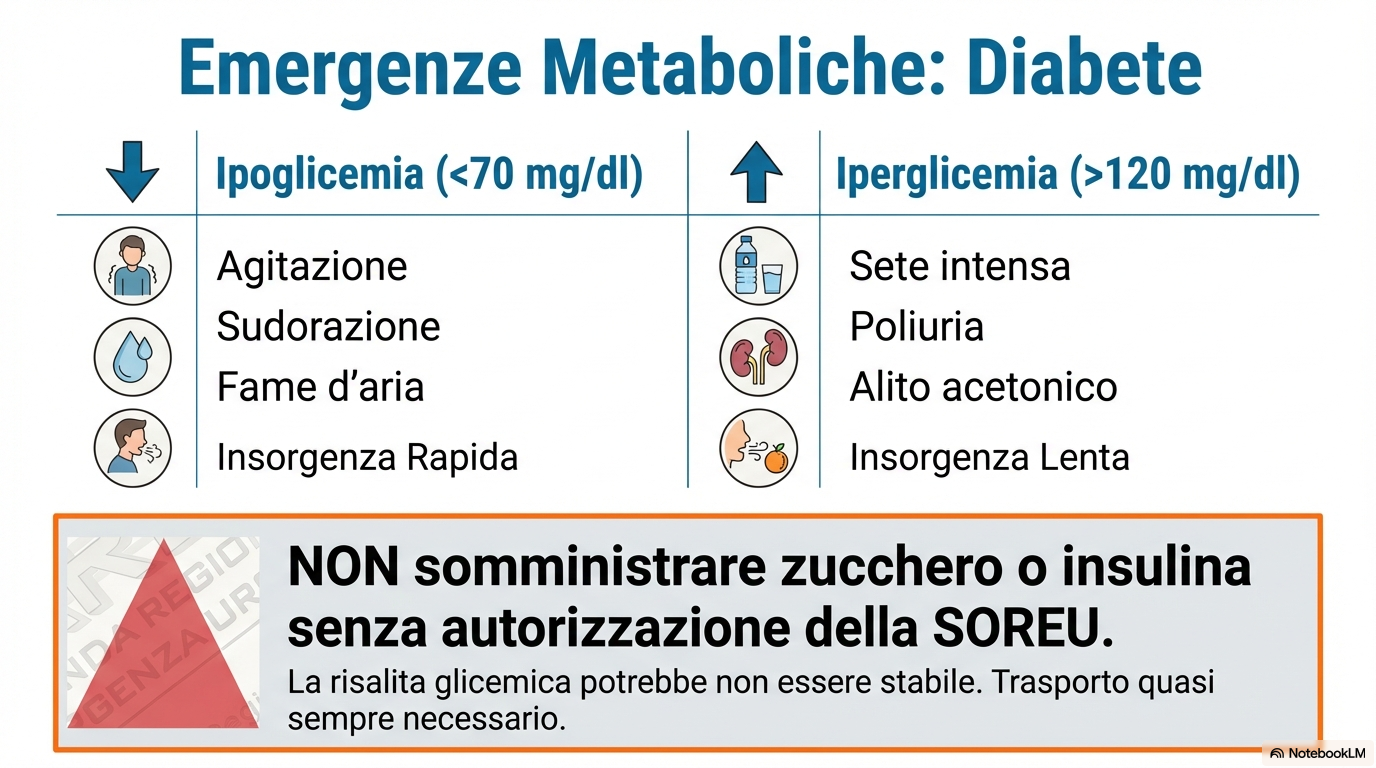 Emergenze Metaboliche: Diabete
Ipoglicemia (<70 mg/dl)
Agitazione
Sudorazione
Fame d’aria
Insorgenza Rapida
Iperglicemia (>120 mg/dl)
Sete intensa
Poliuria
Alito acetonico
Insorgenza Lenta
NON somministrare zucchero o insulina
senza autorizzazione della SOREU.
La risalita glicemica potrebbe non essere stabile. Trasporto quasi
sempre necessario.
NotebookLM